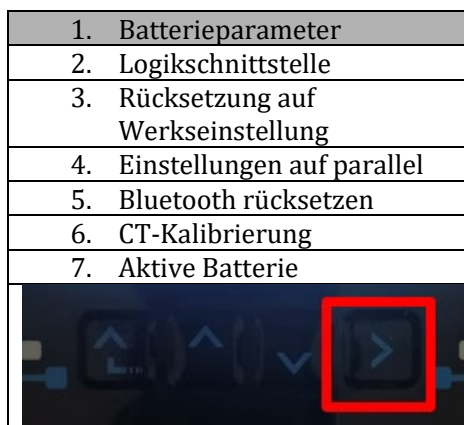 1. Batterieparameter
2. Logikschnittstelle
3. Rücksetzung auf
Werkseinstellung
4. Einstellungen auf parallel
5. Bluetooth rücksetzen
6. CT-Kalibrierung
7. Aktive Batterie